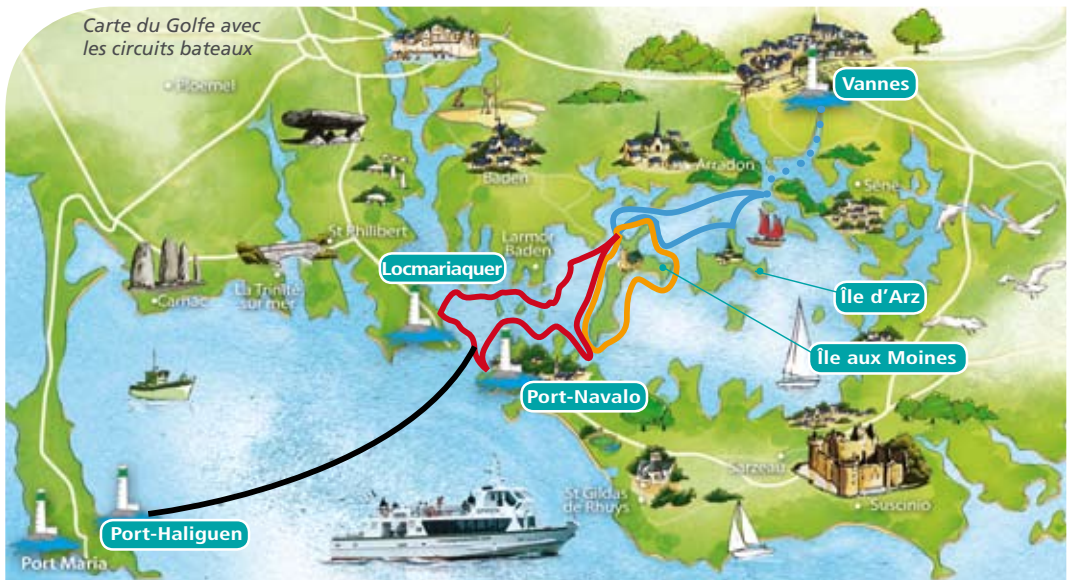 Carte du Golfe avec
les circuits bateaux
Vannes
Ploemel
Baden
Arradon
Séné
St Philibert
Larmor
Baden
Locmariaquer
La Trinité
sur mer
Carnac
Île d'Arz
Île aux Moines
Port-Navalo
Sarzeau
St Gildas
de Rhuys
Suscinio
Port-Haliguen
Port Maria